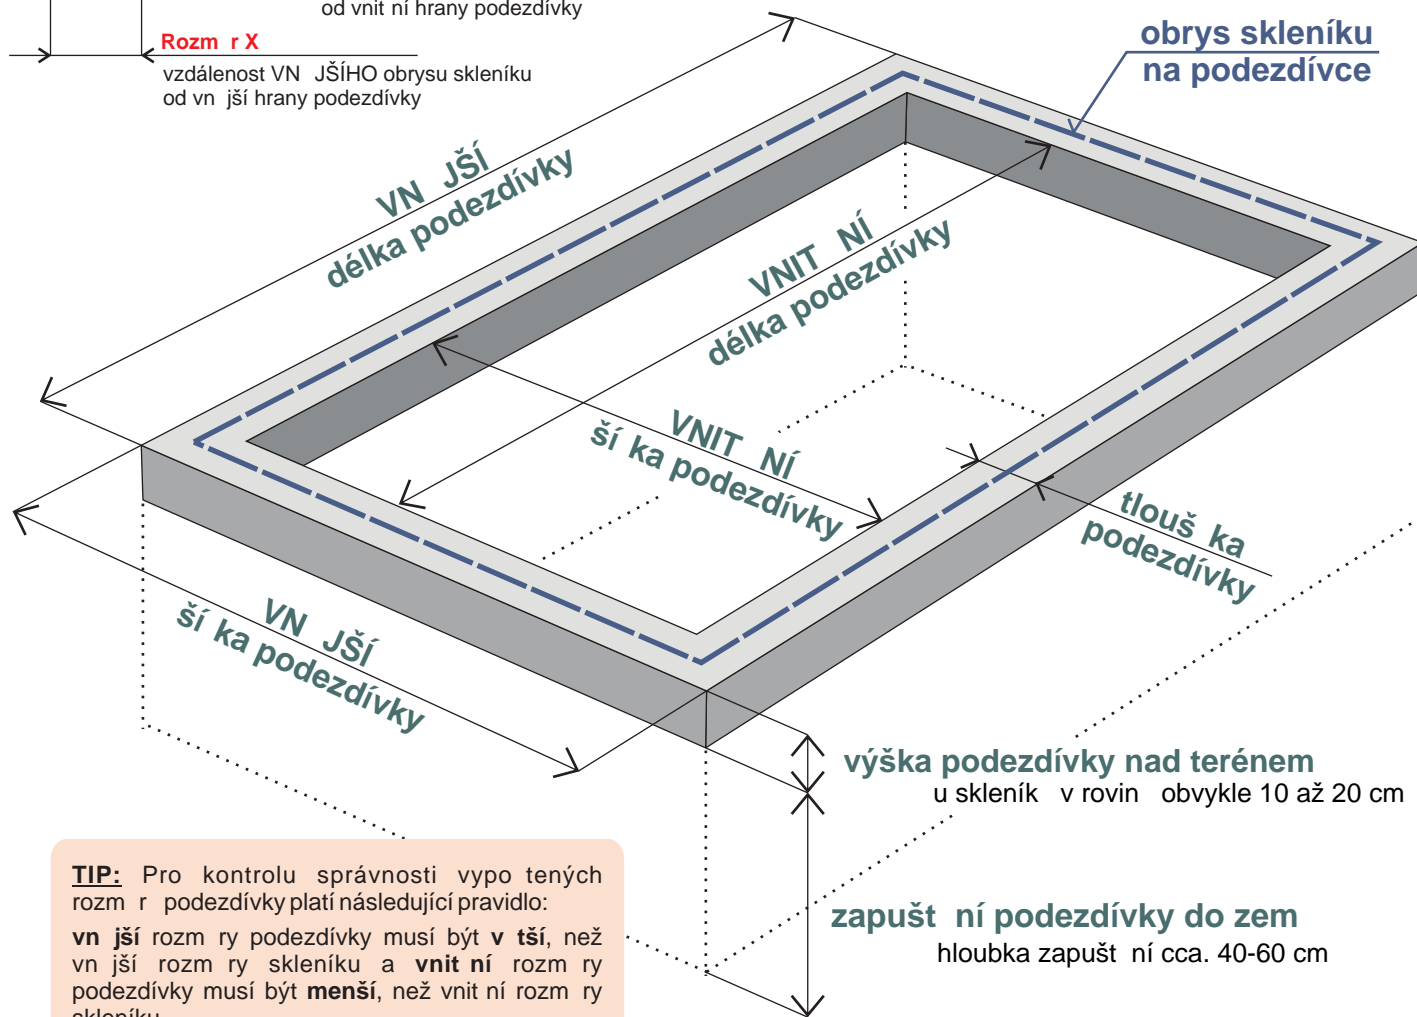 od vnit ní hrany podezdívky
Rozm r X
vzdálenost VN JŠÍHO obrysu skleníku
od vn jší hrany podezdívky
obrys skleníku
na podezdívce
VN JŠÍ
délka podezdívky
VNIT NÍ
délka podezdívky
VNIT NÍ
ší ka podezdívky
tlouš ka
podezdívky
VN JŠÍ
ší ka podezdívky
výška podezdívky nad terénem
u skleník v rovin obvykle 10 až 20 cm
zapušt ní podezdívky do zem
hloubka zapušt ní cca. 40-60 cm
TIP: Pro kontrolu správnosti vypo tených
rozm r podezdívky platí následující pravidlo:
vn jší rozm ry podezdívky musí být v tší, než
vn jší rozm ry skleníku a vnit ní rozm ry
podezdívky musí být menší, než vnit ní rozm ry
skleníku